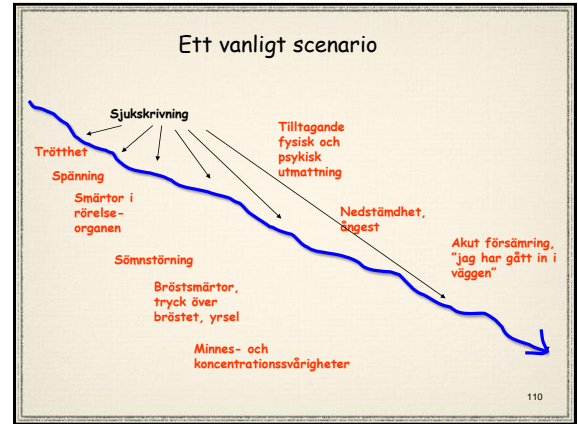 Ett vanligt scenario
Sjukskrivning
Tilltagande
fysisk och
psykisk
utmattning
Trötthet
Spänning
Smärtor i
rörelse-
organen
Nedstämdhet,
ångest
Akut försämring,
”jag har gått in i
väggen”
Sömnstörning
Bröstsmärtor,
tryck över
bröstet, yrsel
Minnes- och
koncentrationssvårigheter
110